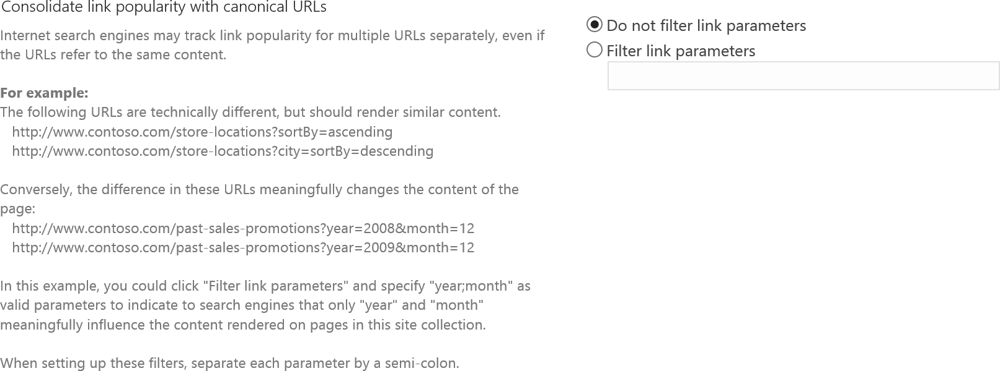 Consolidate link popularity with canonical URLs
Internet search engines may track link popularity for multiple URLs separately, even if
the URLs refer to the same content.
For example:
The following URLs are technically different, but should render similar content.
http://www.contoso.com/store-locations?sortBy=ascending
http://www.contoso.com/store-locations?city=sortBy=descending
Conversely, the difference in these URLs meaningfully changes the content of the
page:
http://www.contoso.com/past-sales-promotions?year=2008&month=12
http://www.contoso.com/past-sales-promotions?year=2009&month=12
In this example, you could click "Filter link parameters" and specify "year;month" as
valid parameters to indicate to search engines that only "year" and "month"
meaningfully influence the content rendered on pages in this site collection.
When setting up these filters, separate each parameter by a semi-colon.
Do not filter link parameters
Filter link parameters